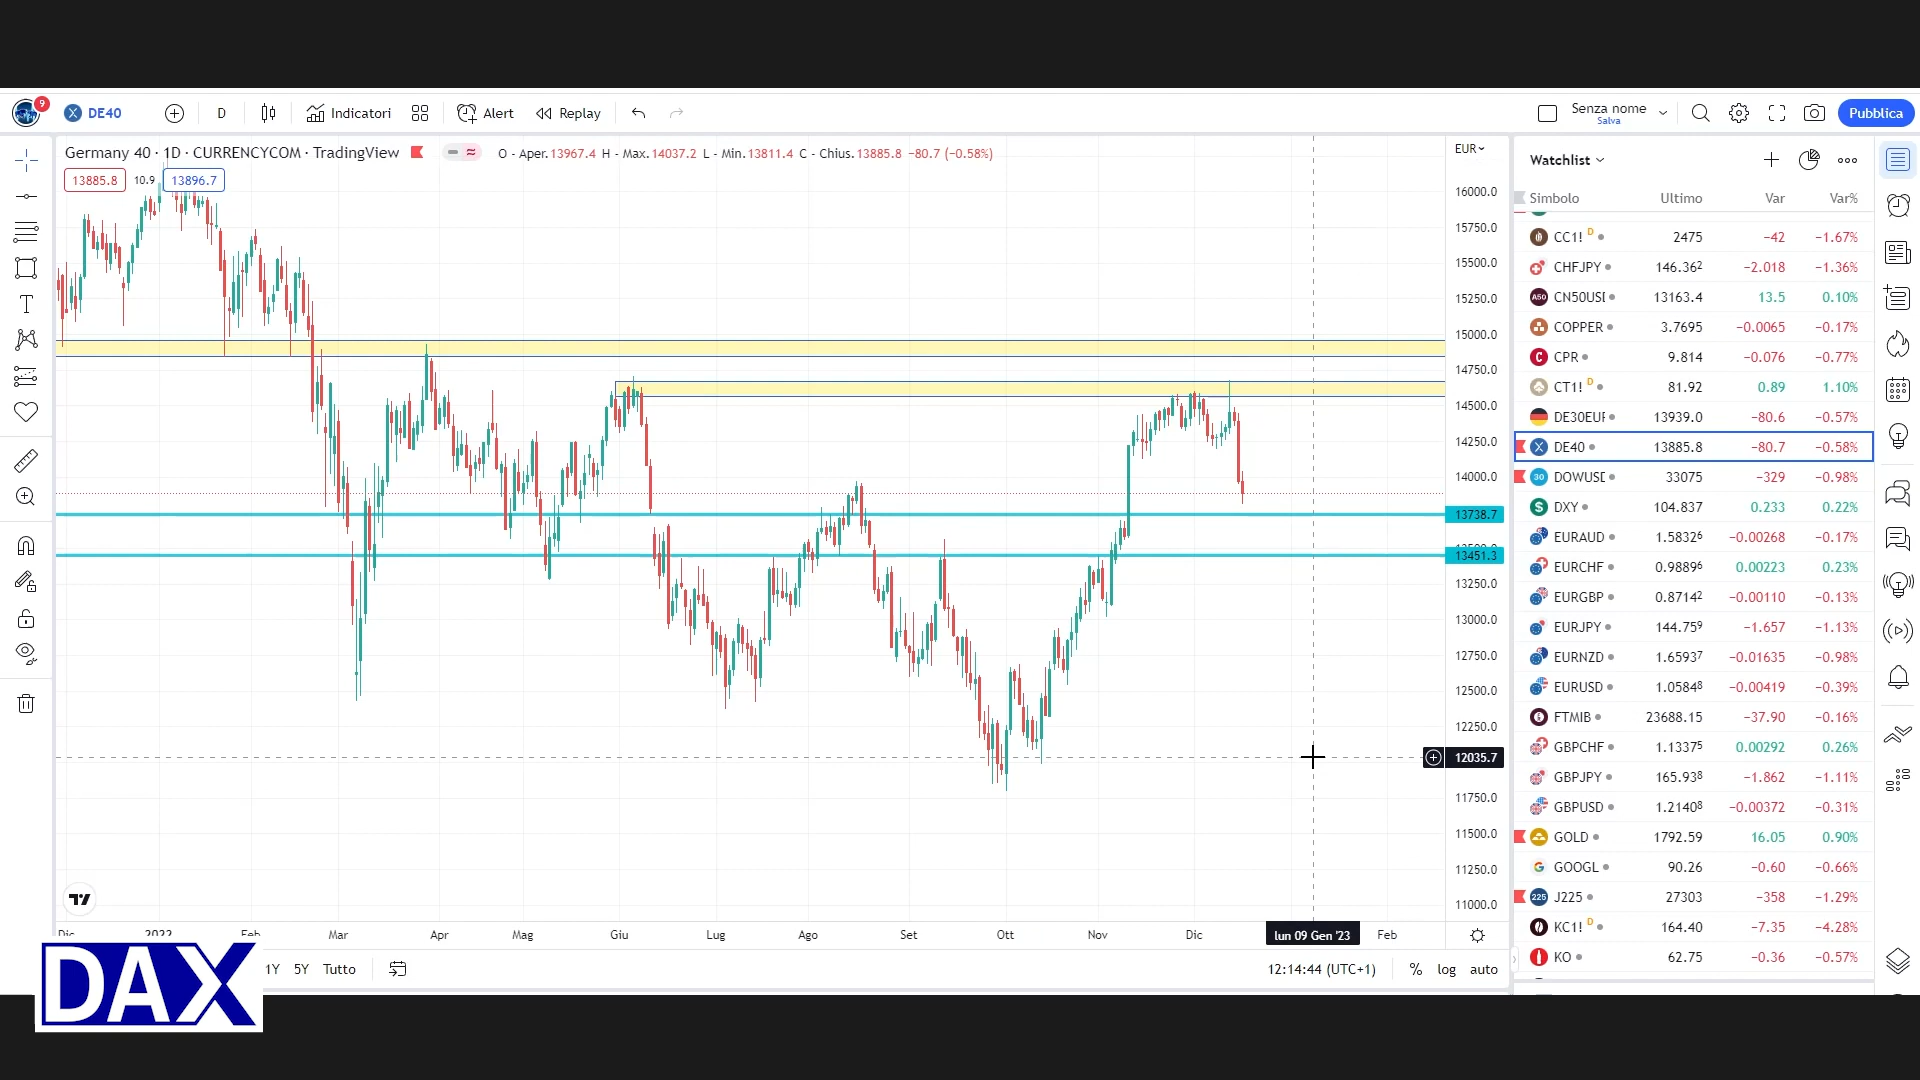 9 DE40 D Indicatori Alert Replay Senza nome Salva Pubblica
Germany 40 · 1D · CURRENCYCOM · TradingView O - Aper.13967.4 H - Max.14037.2 L - Min.13811.4 C - Chius.13885.8 −80.7 (−0.58%)
13885.8 10.9 13896.7
EUR
16000.0
15750.0
15500.0
15250.0
15000.0
14750.0
14500.0
14250.0
14000.0
13738.7
13451.3
13250.0
13000.0
12750.0
12500.0
12250.0
12035.7
11750.0
11500.0
11250.0
11000.0
Dic 2022 Feb Mar Apr Mag Giu Lug Ago Set Ott Nov Dic lun 09 Gen '23 Feb
1Y 5Y Tutto 12:14:44 (UTC+1) % log auto
DAX
Watchlist
Simbolo Ultimo Var Var%
CC1! D 2475 −42 −1.67%
CHFJPY 146.362 −2.018 −1.36%
A50 CN50USD 13163.4 13.5 0.10%
COPPER 3.7695 −0.0065 −0.17%
CPR 9.814 −0.076 −0.77%
CT1! D 81.92 0.89 1.10%
DE30EUR 13939.0 −80.6 −0.57%
DE40 13885.8 −80.7 −0.58%
30 DOWUSD 33075 −329 −0.98%
DXY 104.837 0.233 0.22%
EURAUD 1.58326 −0.00268 −0.17%
EURCHF 0.98896 0.00223 0.23%
EURGBP 0.87142 −0.00110 −0.13%
EURJPY 144.759 −1.657 −1.13%
EURNZD 1.65937 −0.01635 −0.98%
EURUSD 1.05848 −0.00419 −0.39%
FTMIB 23688.15 −37.90 −0.16%
GBPCHF 1.13375 0.00292 0.26%
GBPJPY 165.938 −1.862 −1.11%
GBPUSD 1.21408 −0.00372 −0.31%
GOLD 1792.59 16.05 0.90%
GOOGL 90.26 −0.60 −0.66%
225 J225 27303 −358 −1.29%
KC1! D 164.40 −7.35 −4.28%
KO 62.75 −0.36 −0.57%